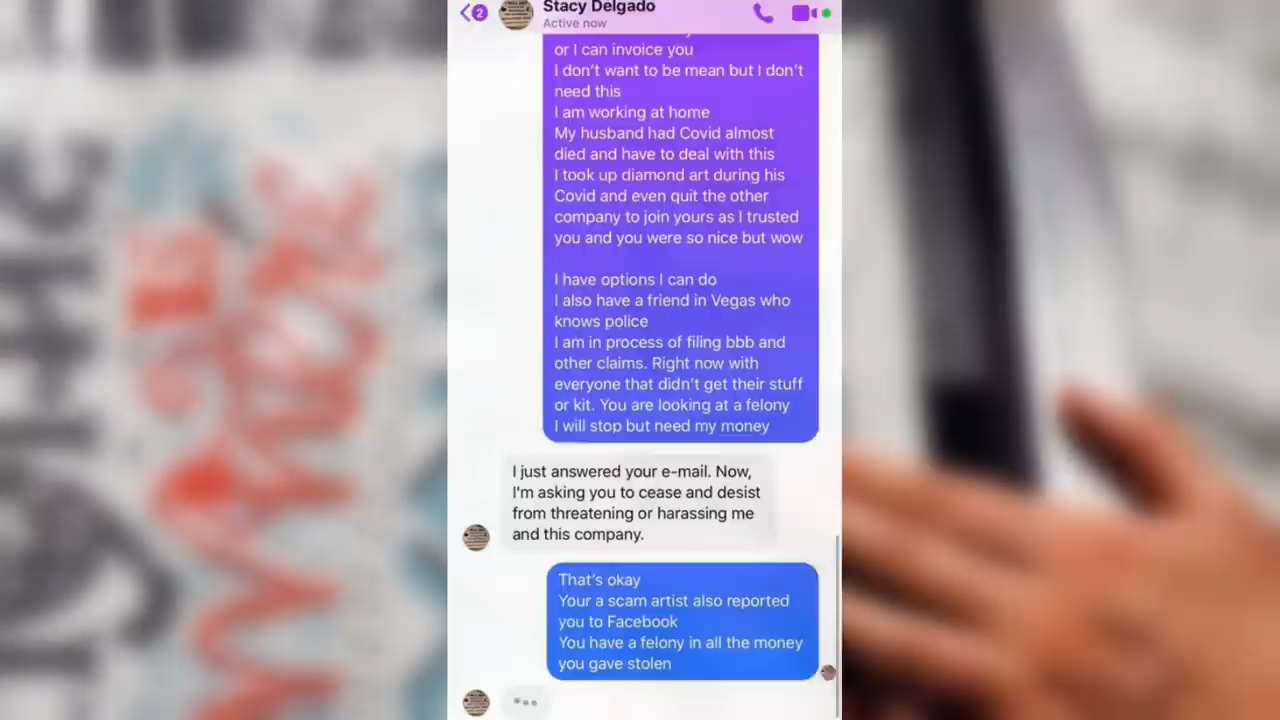 2
Stacy Delgado
Active now
or I can invoice you
I don't want to be mean but I don't
need this
I am working at home
My husband had Covid almost
died and have to deal with this
I took up diamond art during his
Covid and even quit the other
company to join yours as I trusted
you and you were so nice but wow
I have options I can do
I also have a friend in Vegas who
knows police
I am in process of filing bbb and
other claims. Right now with
everyone that didn't get their stuff
or kit. You are looking at a felony
I will stop but need my money
I just answered your e-mail. Now,
I'm asking you to cease and desist
from threatening or harassing me
and this company.
That's okay
Your a scam artist also reported
you to Facebook
You have a felony in all the money
you gave stolen